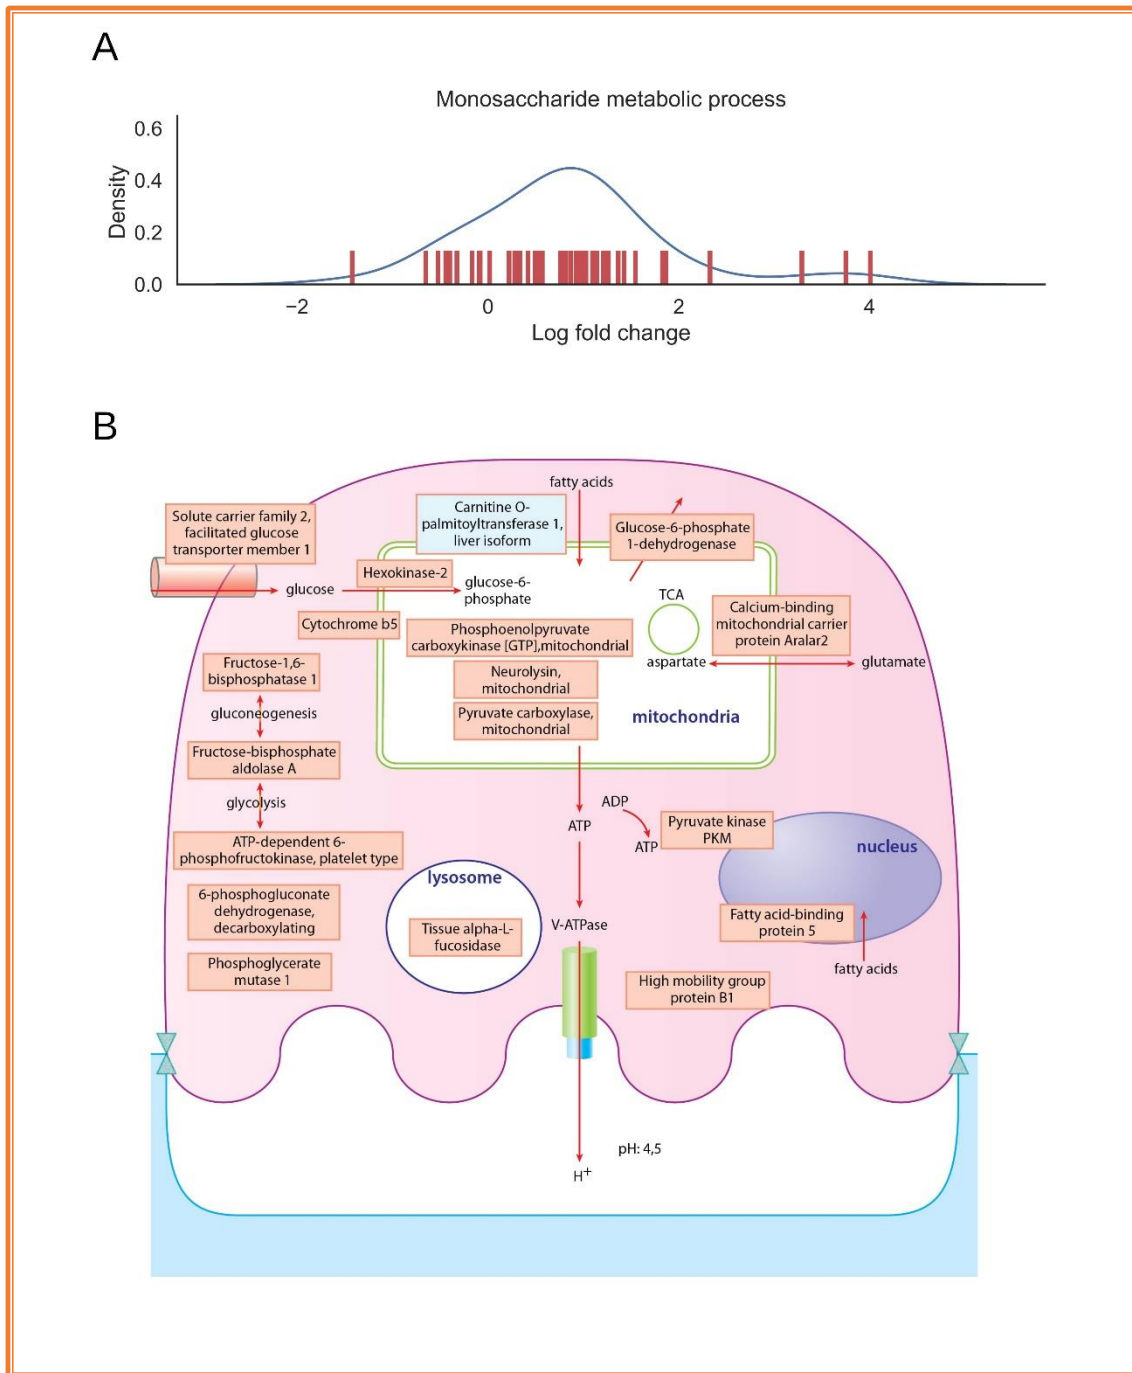 A
Monosaccharide metabolic process
0.6
0.4
0.2
0.0
Density
−2
0
2
4
Log fold change
B
fatty acids
Solute carrier family 2,
facilitated glucose
transporter member 1
Carnitine O-
palmitoyltransferase 1,
liver isoform
Glucose-6-phosphate
1-dehydrogenase
glucose
Hexokinase-2
glucose-6-
phosphate
TCA
Calcium-binding
mitochondrial carrier
protein Aralar2
Cytochrome b5
Phosphoenolpyruvate
carboxykinase [GTP],mitochondrial
aspartate
glutamate
Fructose-1,6-
bisphosphatase 1
Neurolysin,
mitochondrial
gluconeogenesis
Pyruvate carboxylase,
mitochondrial
mitochondria
Fructose-bisphosphate
aldolase A
glycolysis
ADP
ATP
ATP
Pyruvate kinase
PKM
nucleus
ATP-dependent 6-
phosphofructokinase, platelet type
lysosome
6-phosphogluconate
dehydrogenase,
decarboxylating
Tissue alpha-L-
fucosidase
V-ATPase
Fatty acid-binding
protein 5
fatty acids
Phosphoglycerate
mutase 1
High mobility group
protein B1
pH: 4,5
H+